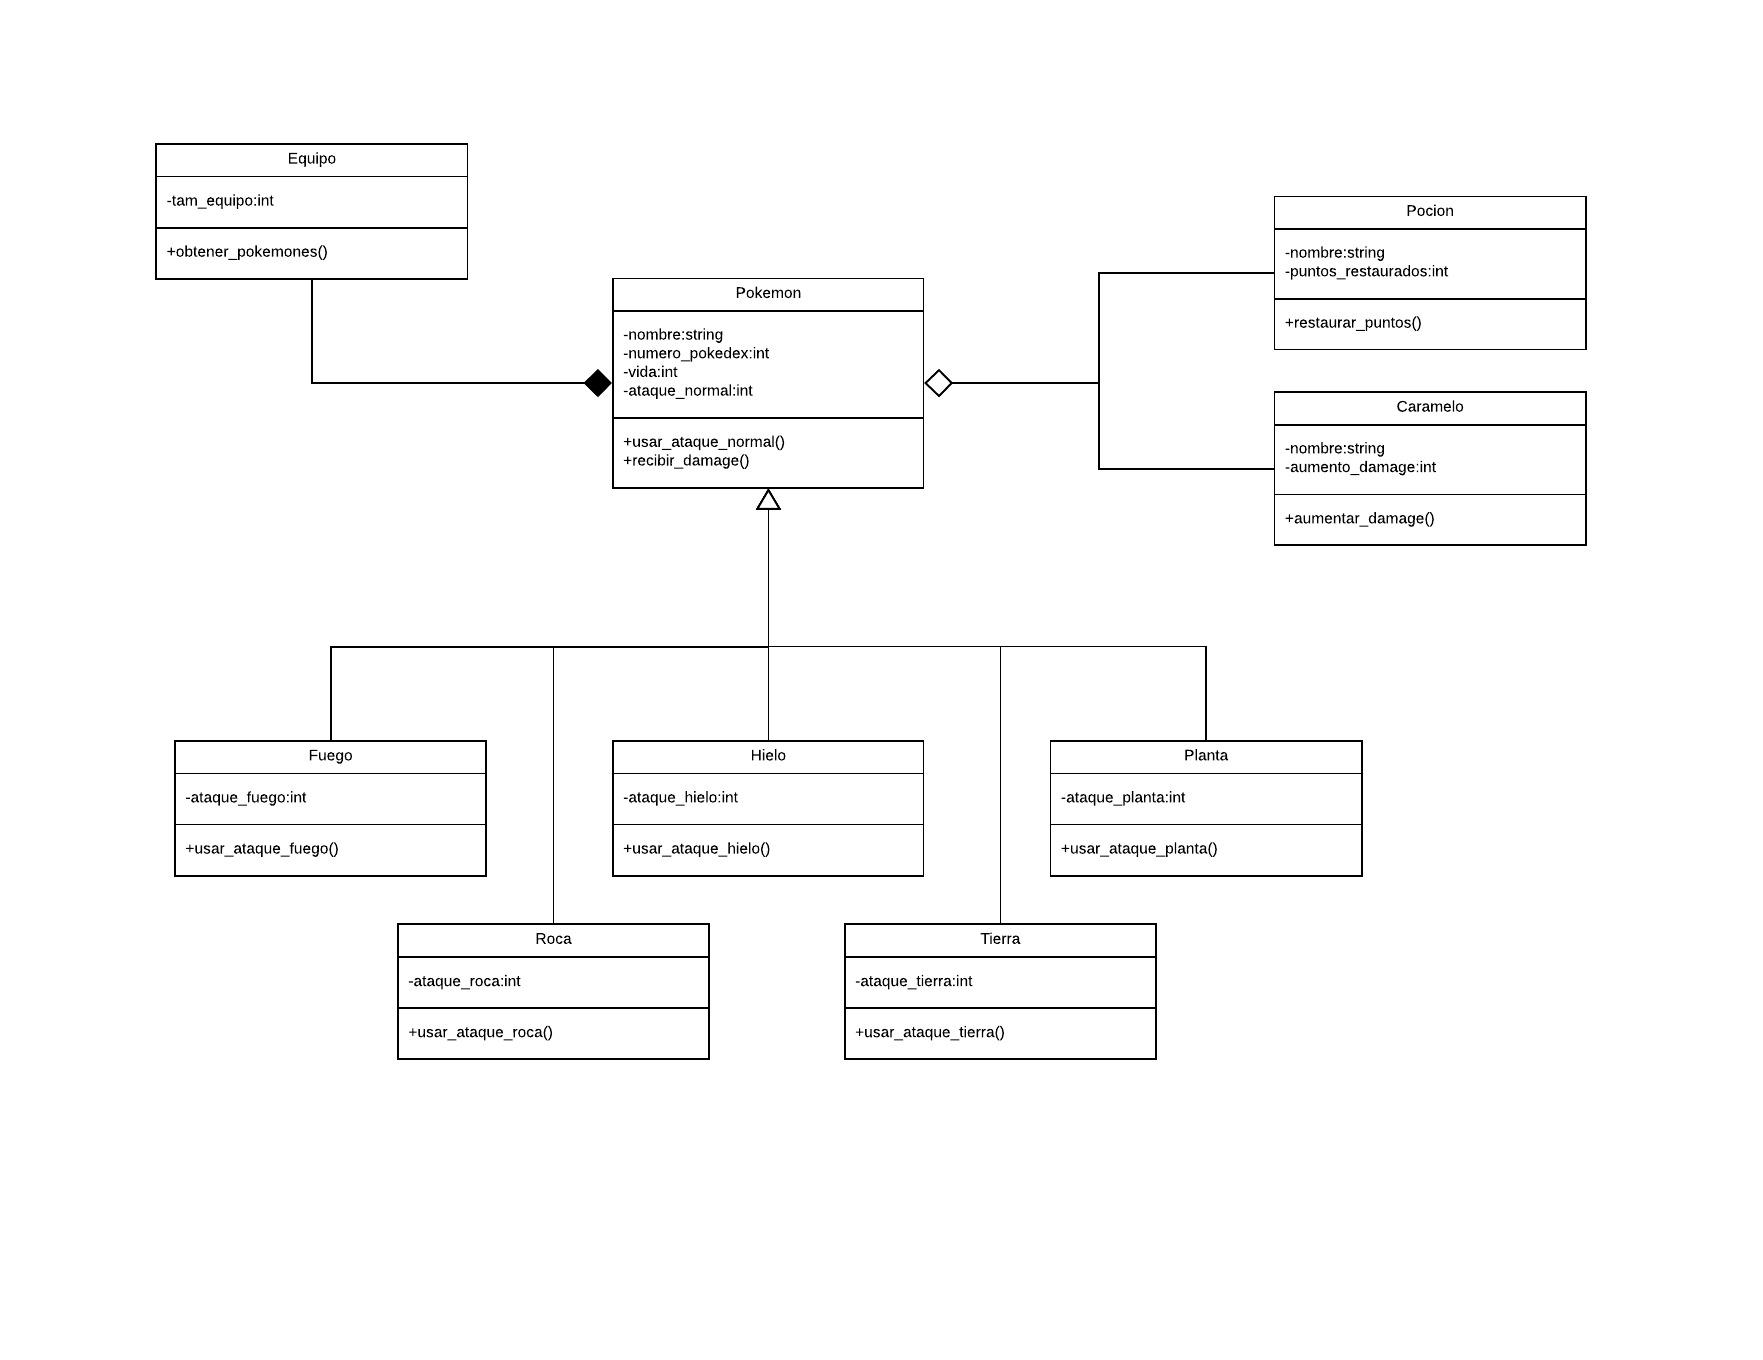 Equipo
-tam_equipo:int
+obtener_pokemones()
Pokemon
-nombre:string
-numero_pokedex:int
-vida:int
-ataque_normal:int
+usar_ataque_normal()
+recibir_damage()
Pocion
-nombre:string
-puntos_restaurados:int
+restaurar_puntos()
Caramelo
-nombre:string
-aumento_damage:int
+aumentar_damage()
Fuego
-ataque_fuego:int
+usar_ataque_fuego()
Hielo
-ataque_hielo:int
+usar_ataque_hielo()
Planta
-ataque_planta:int
+usar_ataque_planta()
Roca
-ataque_roca:int
+usar_ataque_roca()
Tierra
-ataque_tierra:int
+usar_ataque_tierra()